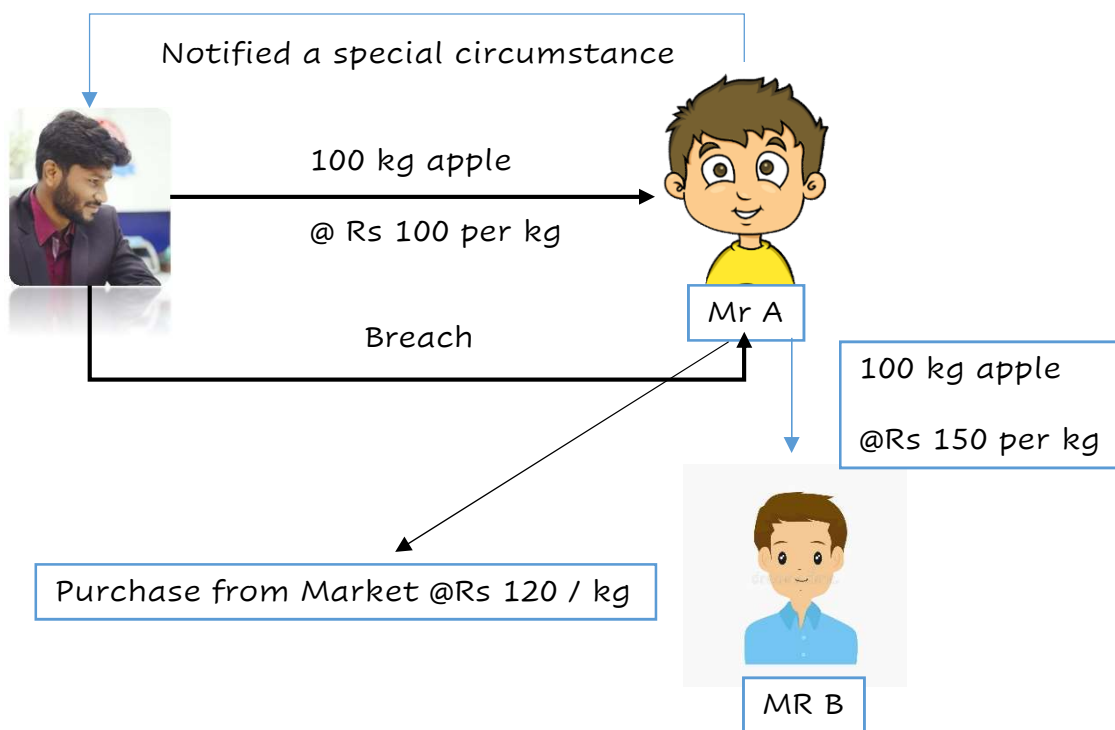 Notified a special circumstance
100 kg apple
@ Rs 100 per kg
Mr A
Breach
100 kg apple
@Rs 150 per kg
Purchase from Market @Rs 120 / kg
MR B